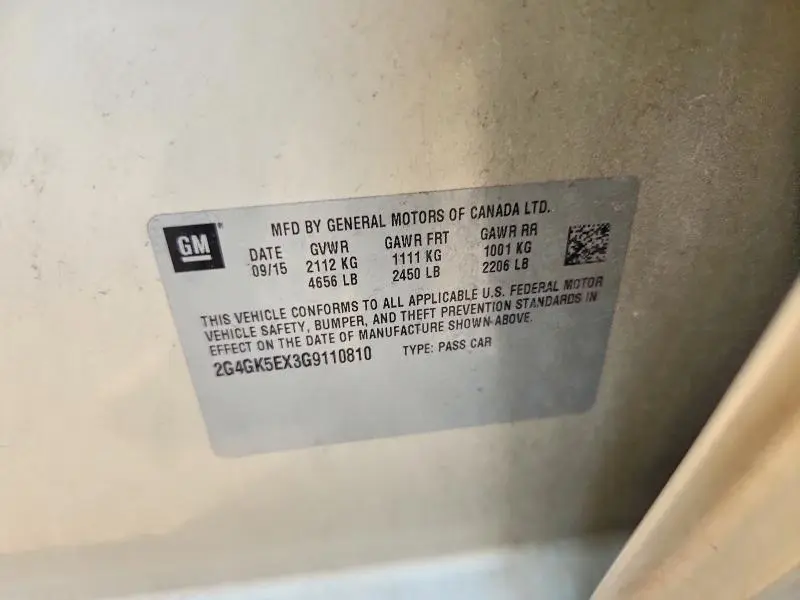 GM
MFD BY GENERAL MOTORS OF CANADA LTD.
DATE GVWR GAWR FRT GAWR RR
09/15 2112 KG 1111 KG 1001 KG
4656 LB 2450 LB 2206 LB
THIS VEHICLE CONFORMS TO ALL APPLICABLE U.S. FEDERAL MOTOR
VEHICLE SAFETY, BUMPER, AND THEFT PREVENTION STANDARDS IN
EFFECT ON THE DATE OF MANUFACTURE SHOWN ABOVE.
2G4GK5EX3G9110810 TYPE: PASS CAR